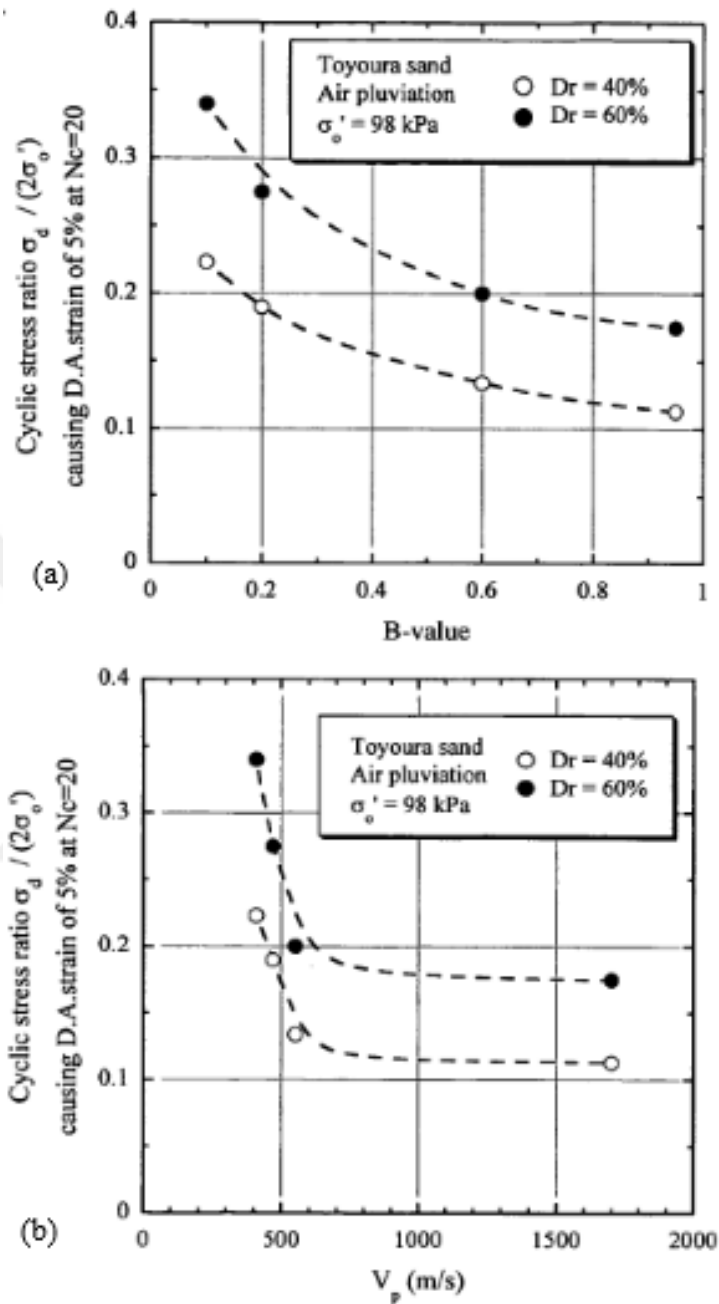 0.4
0.3
0.2
0.1
0
Cyclic stress ratio σd / (2σo')
causing D.A.strain of 5% at Nc=20
Toyoura sand
Air pluviation
σo' = 98 kPa
Dr = 40%
Dr = 60%
0 0.2 0.4 0.6 0.8 1
B-value
(a)
0.4
0.3
0.2
0.1
0
Cyclic stress ratio σd / (2σo')
causing D.A.strain of 5% at Nc=20
Toyoura sand
Air pluviation
σo' = 98 kPa
Dr = 40%
Dr = 60%
0 500 1000 1500 2000
Vp (m/s)
(b)